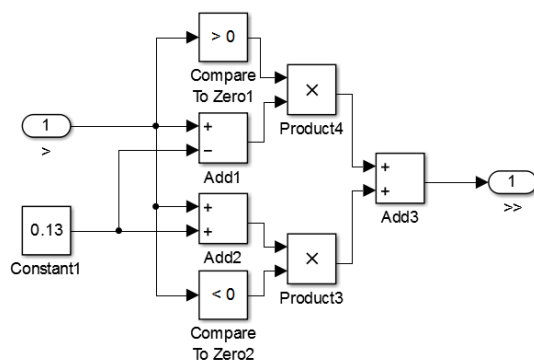 > 0
Compare
To Zero1
×
Product4
1
>
+
−
Add1
+
+
Add3
1
>>
0.13
Constant1
+
+
Add2
×
Product3
< 0
Compare
To Zero2